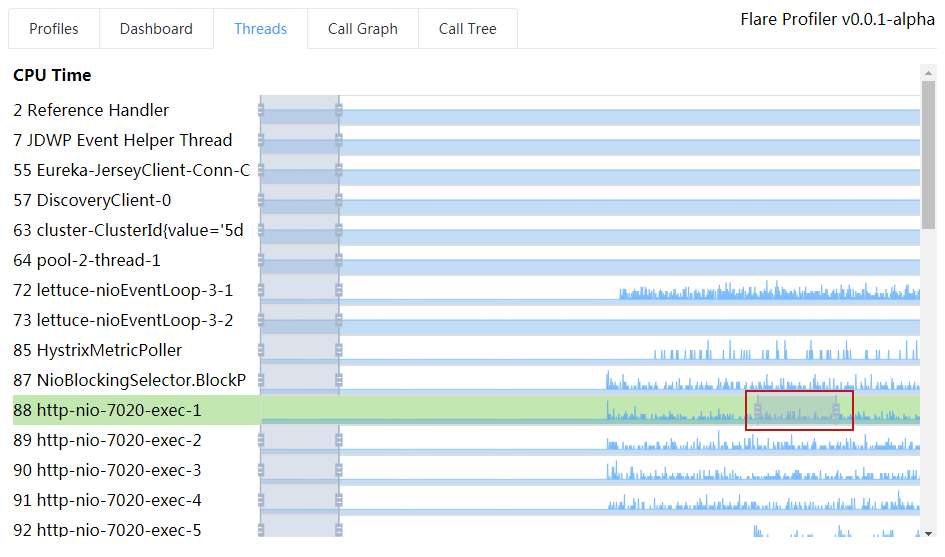 Profiles
Dashboard
Threads
Call Graph
Call Tree
Flare Profiler v0.0.1-alpha
CPU Time
2 Reference Handler
7 JDWP Event Helper Thread
55 Eureka-JerseyClient-Conn-C
57 DiscoveryClient-0
63 cluster-ClusterId{value='5d
64 pool-2-thread-1
72 lettuce-nioEventLoop-3-1
73 lettuce-nioEventLoop-3-2
85 HystrixMetricPoller
87 NioBlockingSelector.BlockP
88 http-nio-7020-exec-1
89 http-nio-7020-exec-2
90 http-nio-7020-exec-3
91 http-nio-7020-exec-4
92 http-nio-7020-exec-5